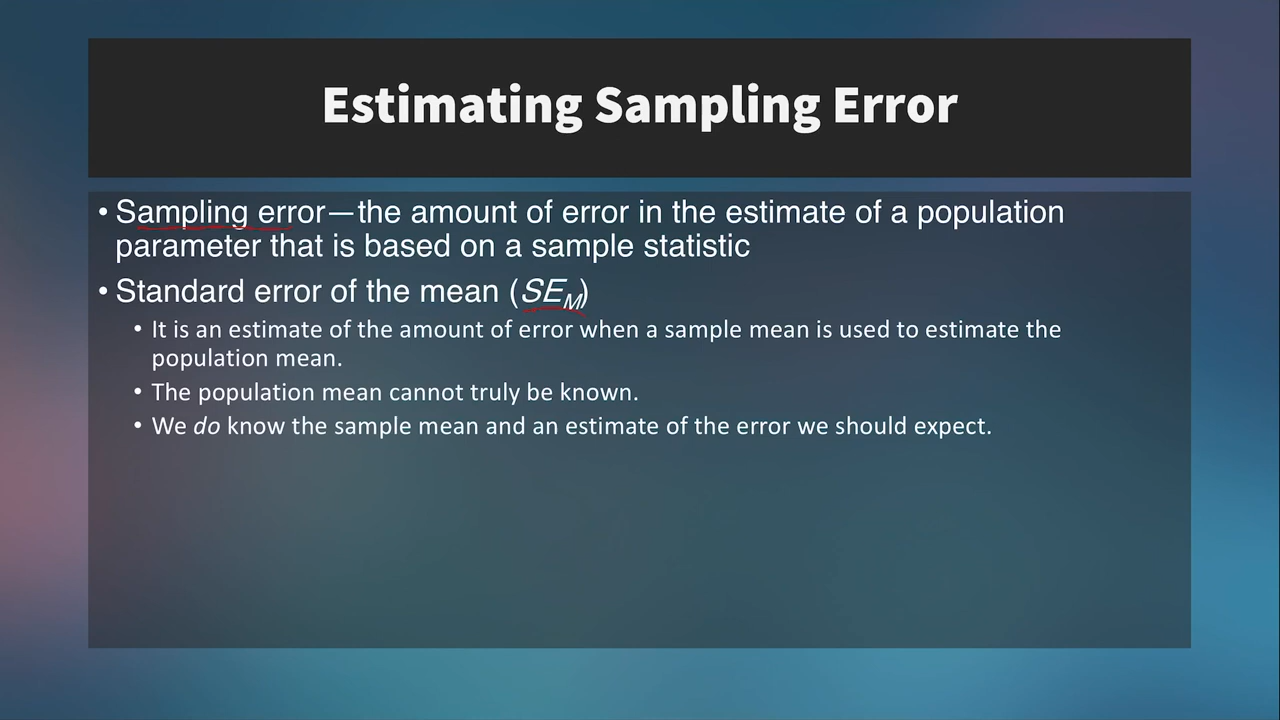 Estimating Sampling Error
• Sampling error—the amount of error in the estimate of a population
parameter that is based on a sample statistic
• Standard error of the mean (SEM)
• It is an estimate of the amount of error when a sample mean is used to estimate the
population mean.
• The population mean cannot truly be known.
• We do know the sample mean and an estimate of the error we should expect.